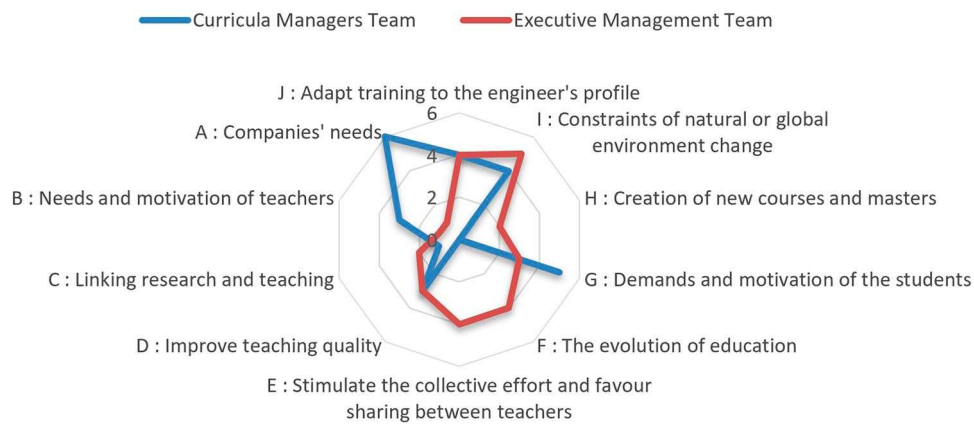 Curricula Managers Team
Executive Management Team
J : Adapt training to the engineer's profile
6
I : Constraints of natural or global
environment change
A : Companies' needs
4
B : Needs and motivation of teachers
2
H : Creation of new courses and masters
0
C : Linking research and teaching
G : Demands and motivation of the students
D : Improve teaching quality
F : The evolution of education
E : Stimulate the collective effort and favour
sharing between teachers